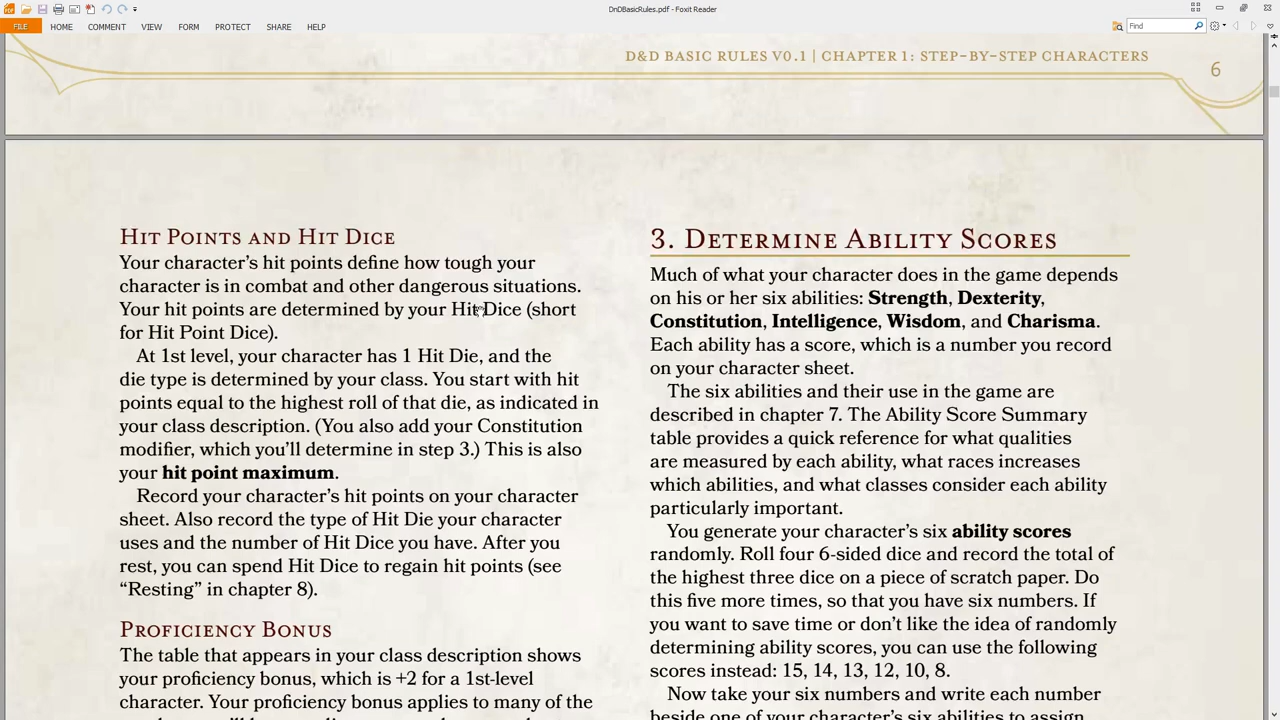 DnDBasicRules.pdf - Foxit Reader
FILE HOME COMMENT VIEW FORM PROTECT SHARE HELP
Find
D&D BASIC RULES V0.1 | CHAPTER 1: STEP-BY-STEP CHARACTERS
6
HIT POINTS AND HIT DICE
Your character's hit points define how tough your
character is in combat and other dangerous situations.
Your hit points are determined by your Hit Dice (short
for Hit Point Dice).
At 1st level, your character has 1 Hit Die, and the
die type is determined by your class. You start with hit
points equal to the highest roll of that die, as indicated in
your class description. (You also add your Constitution
modifier, which you'll determine in step 3.) This is also
your hit point maximum.
Record your character's hit points on your character
sheet. Also record the type of Hit Die your character
uses and the number of Hit Dice you have. After you
rest, you can spend Hit Dice to regain hit points (see
“Resting” in chapter 8).
PROFICIENCY BONUS
The table that appears in your class description shows
your proficiency bonus, which is +2 for a 1st-level
character. Your proficiency bonus applies to many of the
3. DETERMINE ABILITY SCORES
Much of what your character does in the game depends
on his or her six abilities: Strength, Dexterity,
Constitution, Intelligence, Wisdom, and Charisma.
Each ability has a score, which is a number you record
on your character sheet.
The six abilities and their use in the game are
described in chapter 7. The Ability Score Summary
table provides a quick reference for what qualities
are measured by each ability, what races increases
which abilities, and what classes consider each ability
particularly important.
You generate your character's six ability scores
randomly. Roll four 6-sided dice and record the total of
the highest three dice on a piece of scratch paper. Do
this five more times, so that you have six numbers. If
you want to save time or don't like the idea of randomly
determining ability scores, you can use the following
scores instead: 15, 14, 13, 12, 10, 8.
Now take your six numbers and write each number
beside one of your character's six abilities to assign